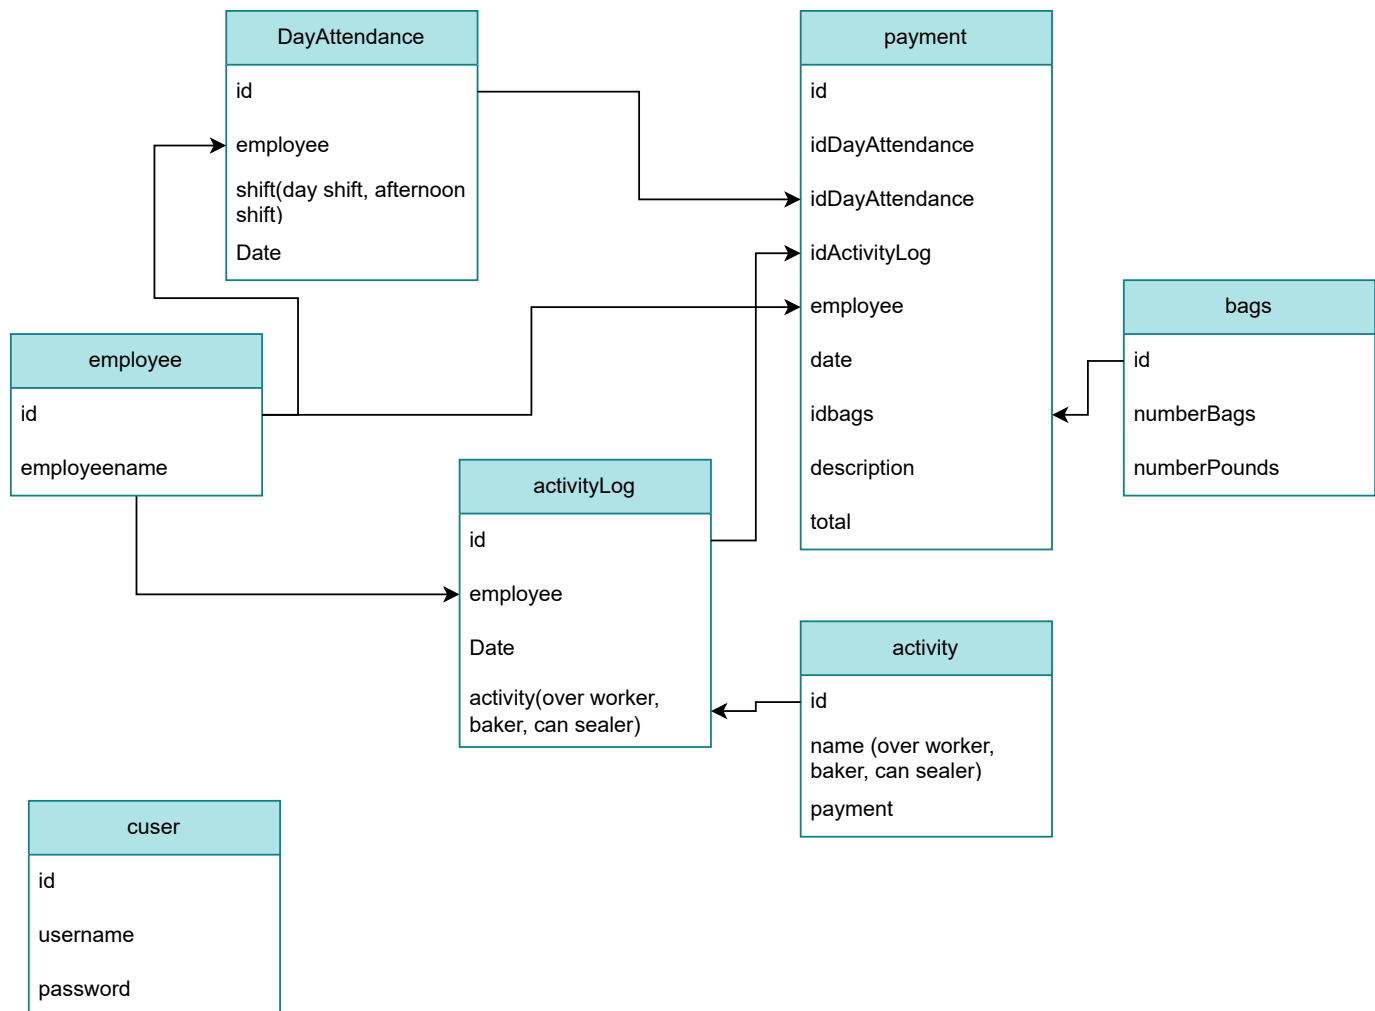 DayAttendance
id
employee
shift(day shift, afternoon
shift)
Date
payment
id
idDayAttendance
idDayAttendance
idActivityLog
employee
date
idbags
description
total
bags
id
numberBags
numberPounds
employee
id
employeename
activityLog
id
employee
Date
activity(over worker,
baker, can sealer)
activity
id
name (over worker,
baker, can sealer)
payment
cuser
id
username
password